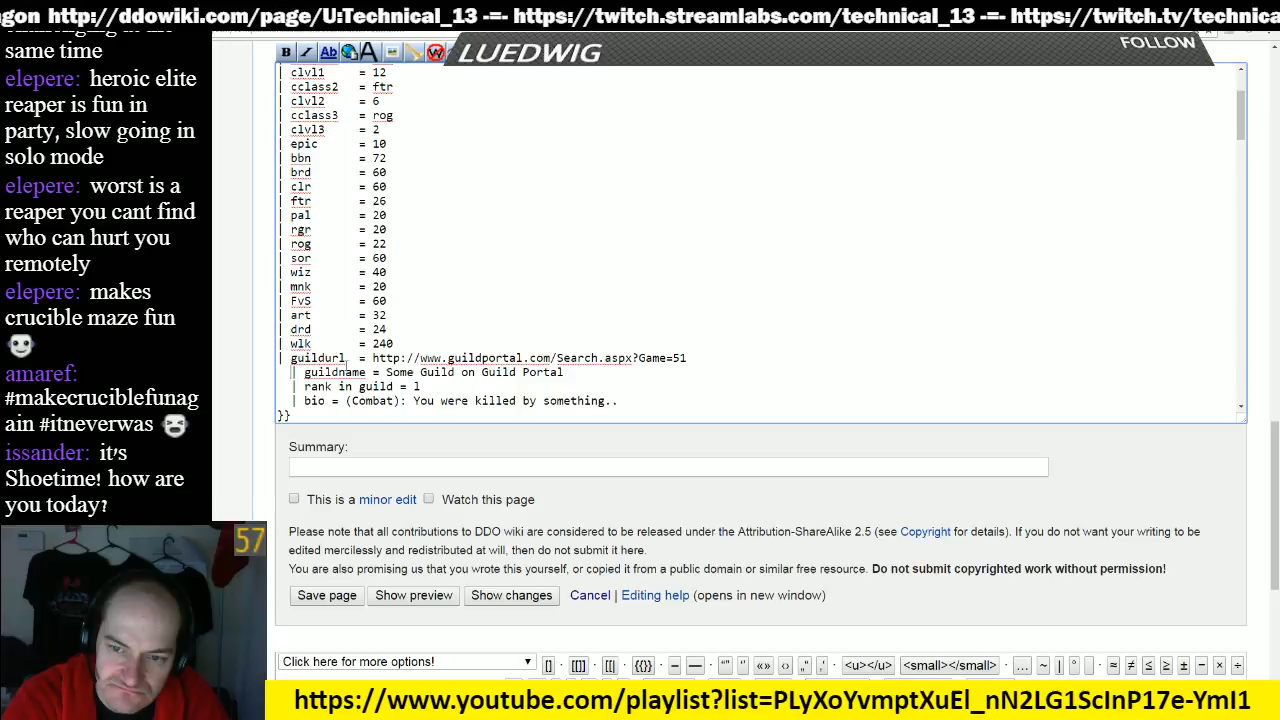 agon http://ddowiki.com/page/U:Technical_13 -=- https://twitch.streamlabs.com/technical_13 -=- https://twitch.tv/technic
same time
elepere: heroic elite
reaper is fun in
party, slow going in
solo mode
elepere: worst is a
reaper you cant find
who can hurt you
remotely
elepere: makes
crucible maze fun
amaref:
#makecruciblefunag
ain #itneverwas
issander: it's
Shoetime! how are
you today?
57
B I Ab A W
LUEDWIG
FOLLOW
| clvl1 = 12
| cclass2 = ftr
| clvl2 = 6
| cclass3 = rog
| clvl3 = 2
| epic = 10
| bbn = 72
| brd = 60
| clr = 60
| ftr = 26
| pal = 20
| rgr = 20
| rog = 22
| sor = 60
| wiz = 40
| mnk = 20
| FvS = 60
| art = 32
| drd = 24
| wlk = 240
| guildurl = http://www.guildportal.com/Search.aspx?Game=51
| guildname = Some Guild on Guild Portal
| rank in guild = l
| bio = (Combat): You were killed by something..
}}
Summary:
This is a minor edit Watch this page
Please note that all contributions to DDO wiki are considered to be released under the Attribution-ShareAlike 2.5 (see Copyright for details). If you do not want your writing to be
edited mercilessly and redistributed at will, then do not submit it here.
You are also promising us that you wrote this yourself, or copied it from a public domain or similar free resource. Do not submit copyrighted work without permission!
Save page Show preview Show changes Cancel | Editing help (opens in new window)
Click here for more options! [] · [[]] · [[| · {{}} · – · — · “” · ‘’ · «» · ‹› · „“ · ‚‘ · <u></u> · <small></small> · … · ~ · | · ° · · ≈ · ≠ · ≤ · ≥ · ± · − · × · ÷
https://www.youtube.com/playlist?list=PLyXoYvmptXuEl_nN2LG1ScInP17e-YmI1